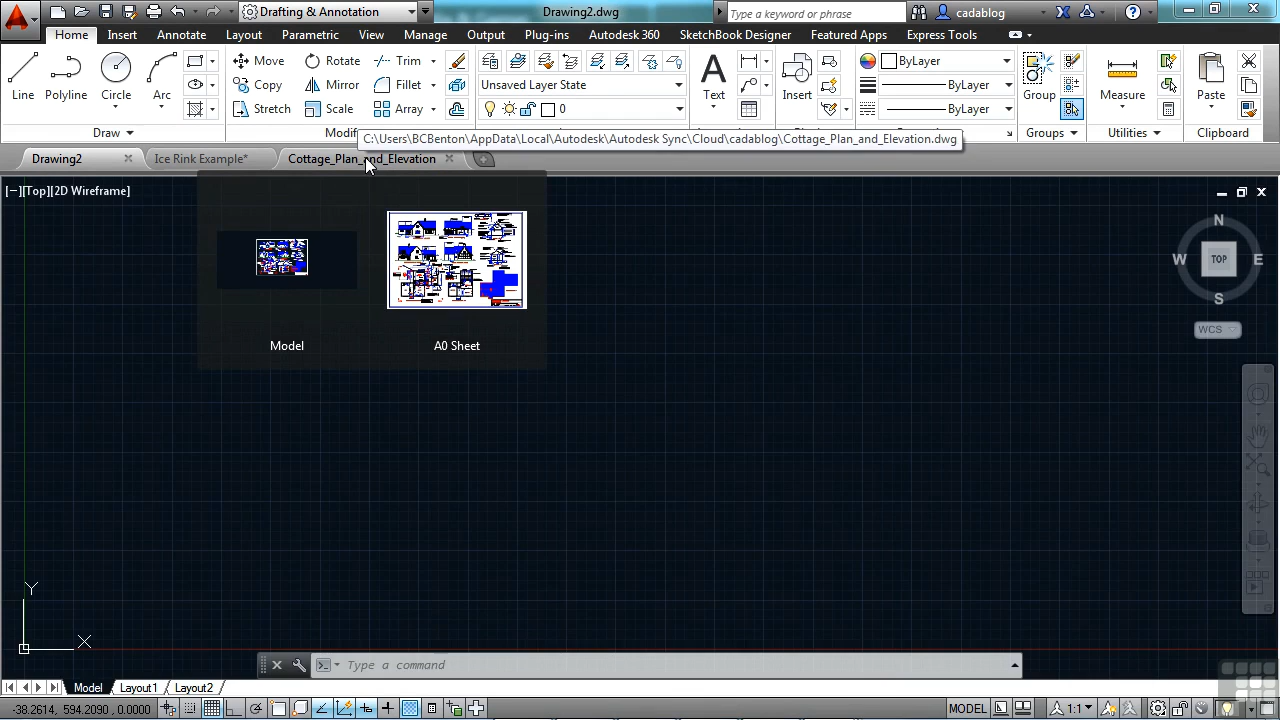 Drafting & Annotation
Drawing2.dwg
Type a keyword or phrase
cadablog
Home Insert Annotate Layout Parametric View Manage Output Plug-ins Autodesk 360 SketchBook Designer Featured Apps Express Tools
Move Rotate Trim
ByLayer
Copy Mirror Fillet
Unsaved Layer State
ByLayer
Line Polyline Circle Arc
Text Insert Group Measure Paste
Stretch Scale Array
0
ByLayer
Draw Modif Groups Utilities Clipboard
C:\Users\BCBenton\AppData\Local\Autodesk\Autodesk Sync\Cloud\cadablog\Cottage_Plan_and_Elevation.dwg
Drawing2 Ice Rink Example* Cottage_Plan_and_Elevation
[−][Top][2D Wireframe]
N
W TOP E
S
WCS
Model A0 Sheet
Y
X
Type a command
Model Layout1 Layout2
-38.2614, 594.2090, 0.0000
MODEL
1:1